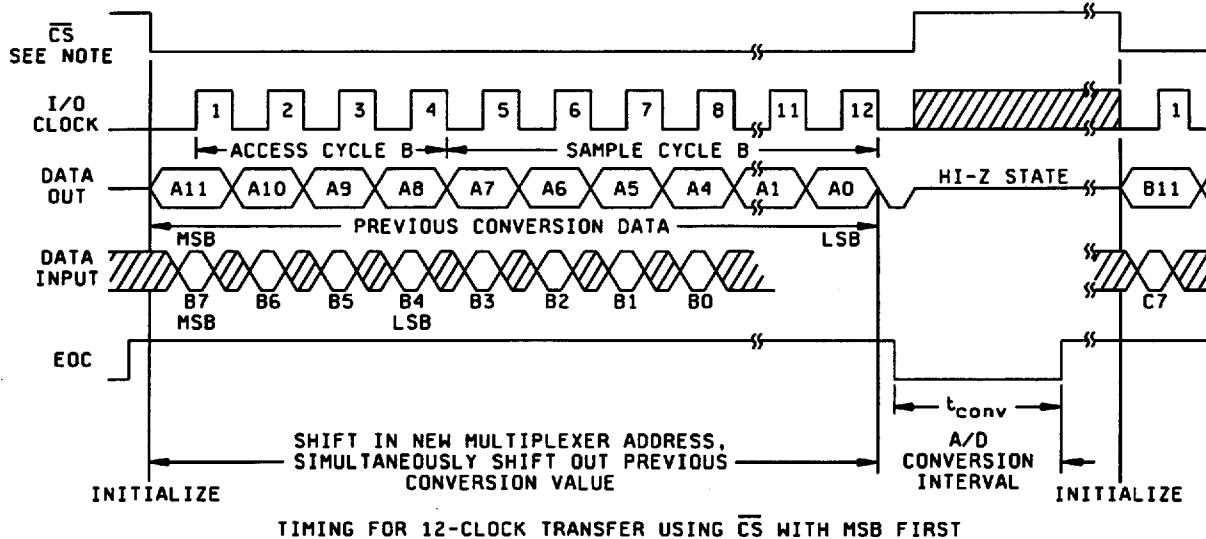 CS
SEE NOTE
I/O
CLOCK
1 2 3 4 5 6 7 8 11 12 1
ACCESS CYCLE B SAMPLE CYCLE B
DATA
OUT
A11 A10 A9 A8 A7 A6 A5 A4 A1 A0 HI-Z STATE B11
PREVIOUS CONVERSION DATA
MSB LSB
DATA
INPUT
B7 B6 B5 B4 B3 B2 B1 B0 C7
MSB LSB
EOC
tconv
SHIFT IN NEW MULTIPLEXER ADDRESS,
SIMULTANEOUSLY SHIFT OUT PREVIOUS
CONVERSION VALUE
A/D
CONVERSION
INTERVAL
INITIALIZE INITIALIZE
TIMING FOR 12-CLOCK TRANSFER USING CS WITH MSB FIRST